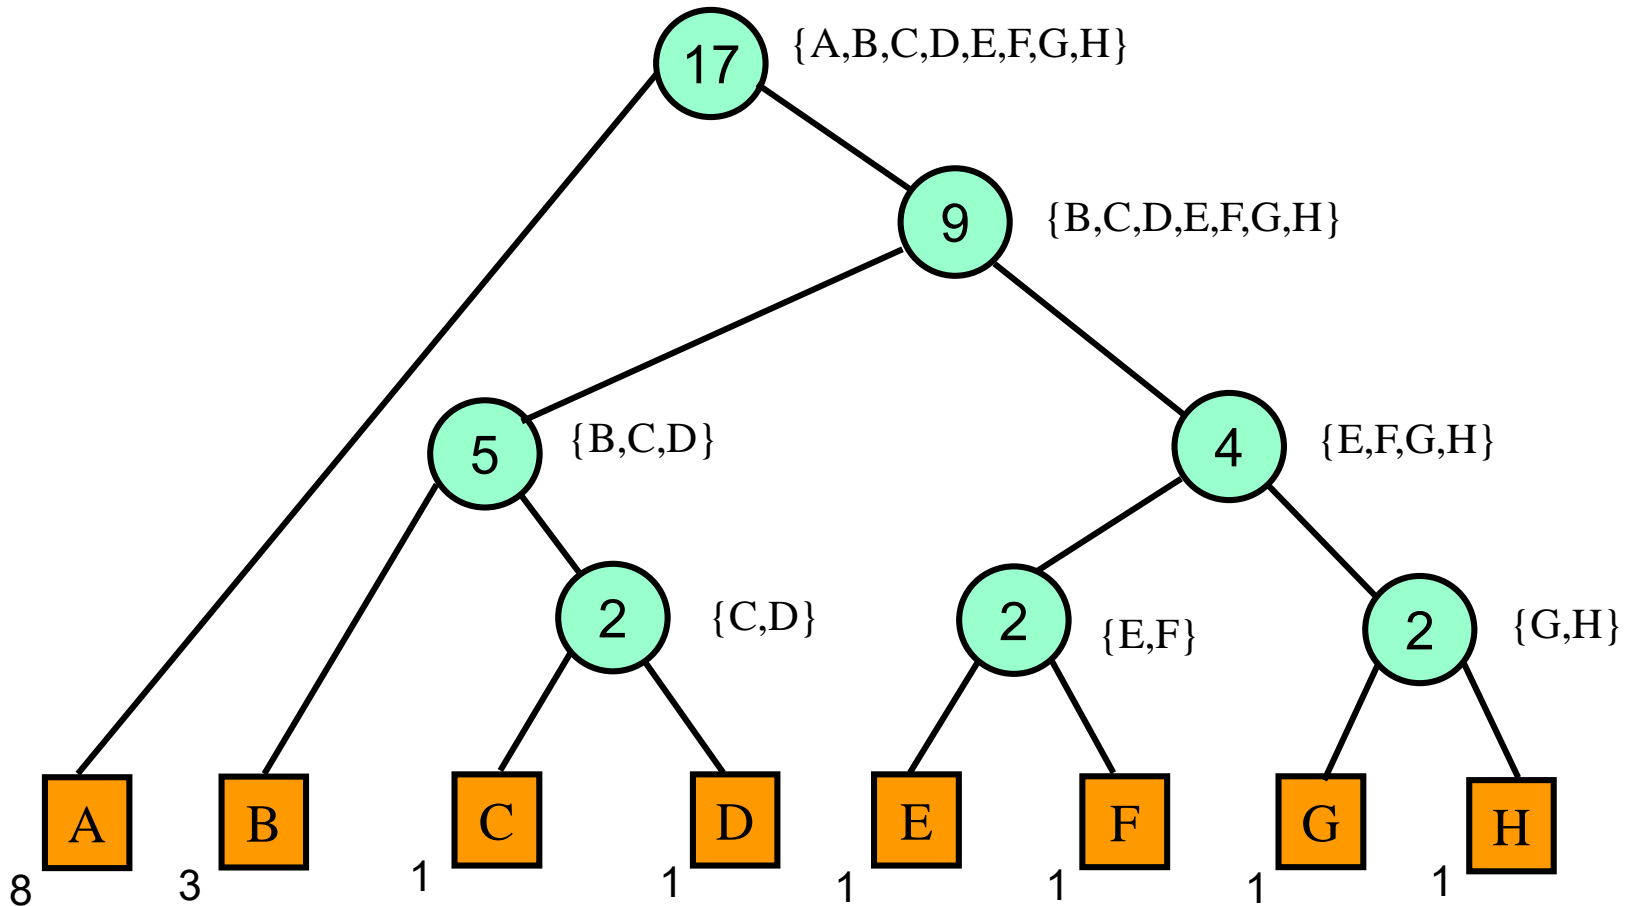 17 {A,B,C,D,E,F,G,H}
9 {B,C,D,E,F,G,H}
5 {B,C,D}
4 {E,F,G,H}
2 {C,D}
2 {E,F}
2 {G,H}
A B C D E F G H
8 3 1 1 1 1 1 1